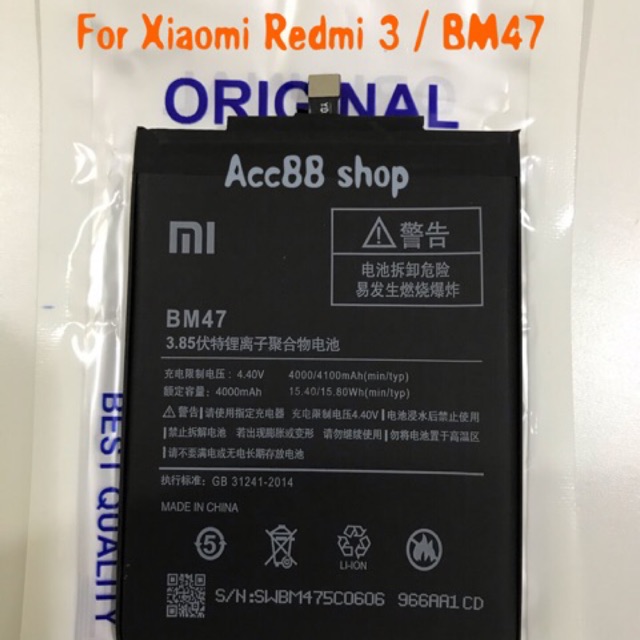 For Xiaomi Redmi 3 / BM47
ORIGINAL
Acc88 shop
mi
警告
电池拆卸危险
易发生燃烧爆炸
BM47
3.85伏特锂离子聚合物电池
充电限制电压：4.40V 4000/4100mAh(min/typ)
额定容量：4000mAh 15.40/15.80Wh(min/typ)
警告|请使用指定充电器 充电限制电压4.40V|电池浸水后禁止使用
|禁止拆解电池 若出现膨胀或变形 请勿继续使用|勿将电池置于高温区
|请不要满电或无电长期存放电池
执行标准：GB 31241-2014
MADE IN CHINA
5
LI-ION
mi
S/N:SWBM475C0606 966AA1CD
BEST QUALITY